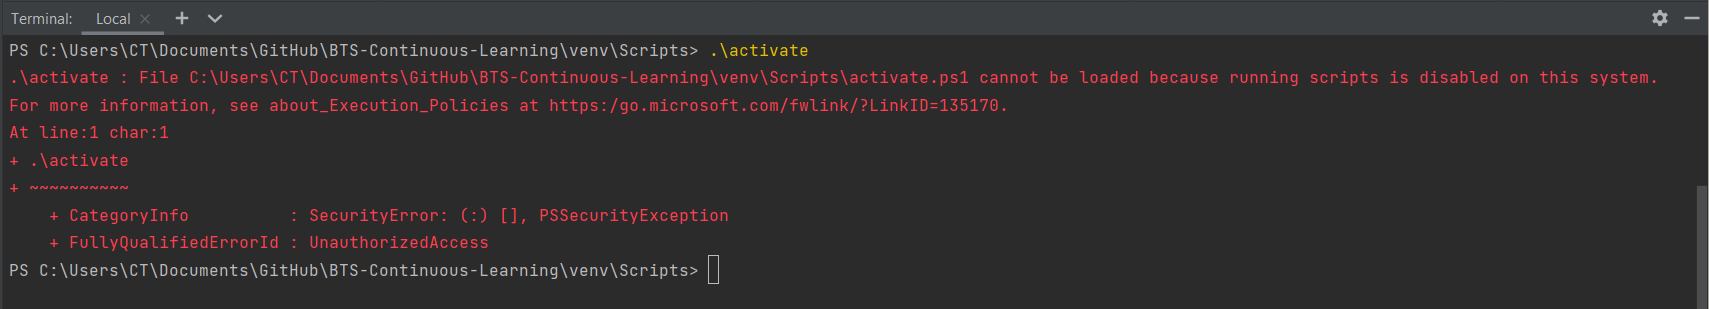 Terminal: Local × + 
PS C:\Users\CT\Documents\GitHub\BTS-Continuous-Learning\venv\Scripts> .\activate
.\activate : File C:\Users\CT\Documents\GitHub\BTS-Continuous-Learning\venv\Scripts\activate.ps1 cannot be loaded because running scripts is disabled on this system.
For more information, see about_Execution_Policies at https:/go.microsoft.com/fwlink/?LinkID=135170.
At line:1 char:1
+ .\activate
+ ~~~~~~~~~~
    + CategoryInfo          : SecurityError: (:) [], PSSecurityException
    + FullyQualifiedErrorId : UnauthorizedAccess
PS C:\Users\CT\Documents\GitHub\BTS-Continuous-Learning\venv\Scripts>